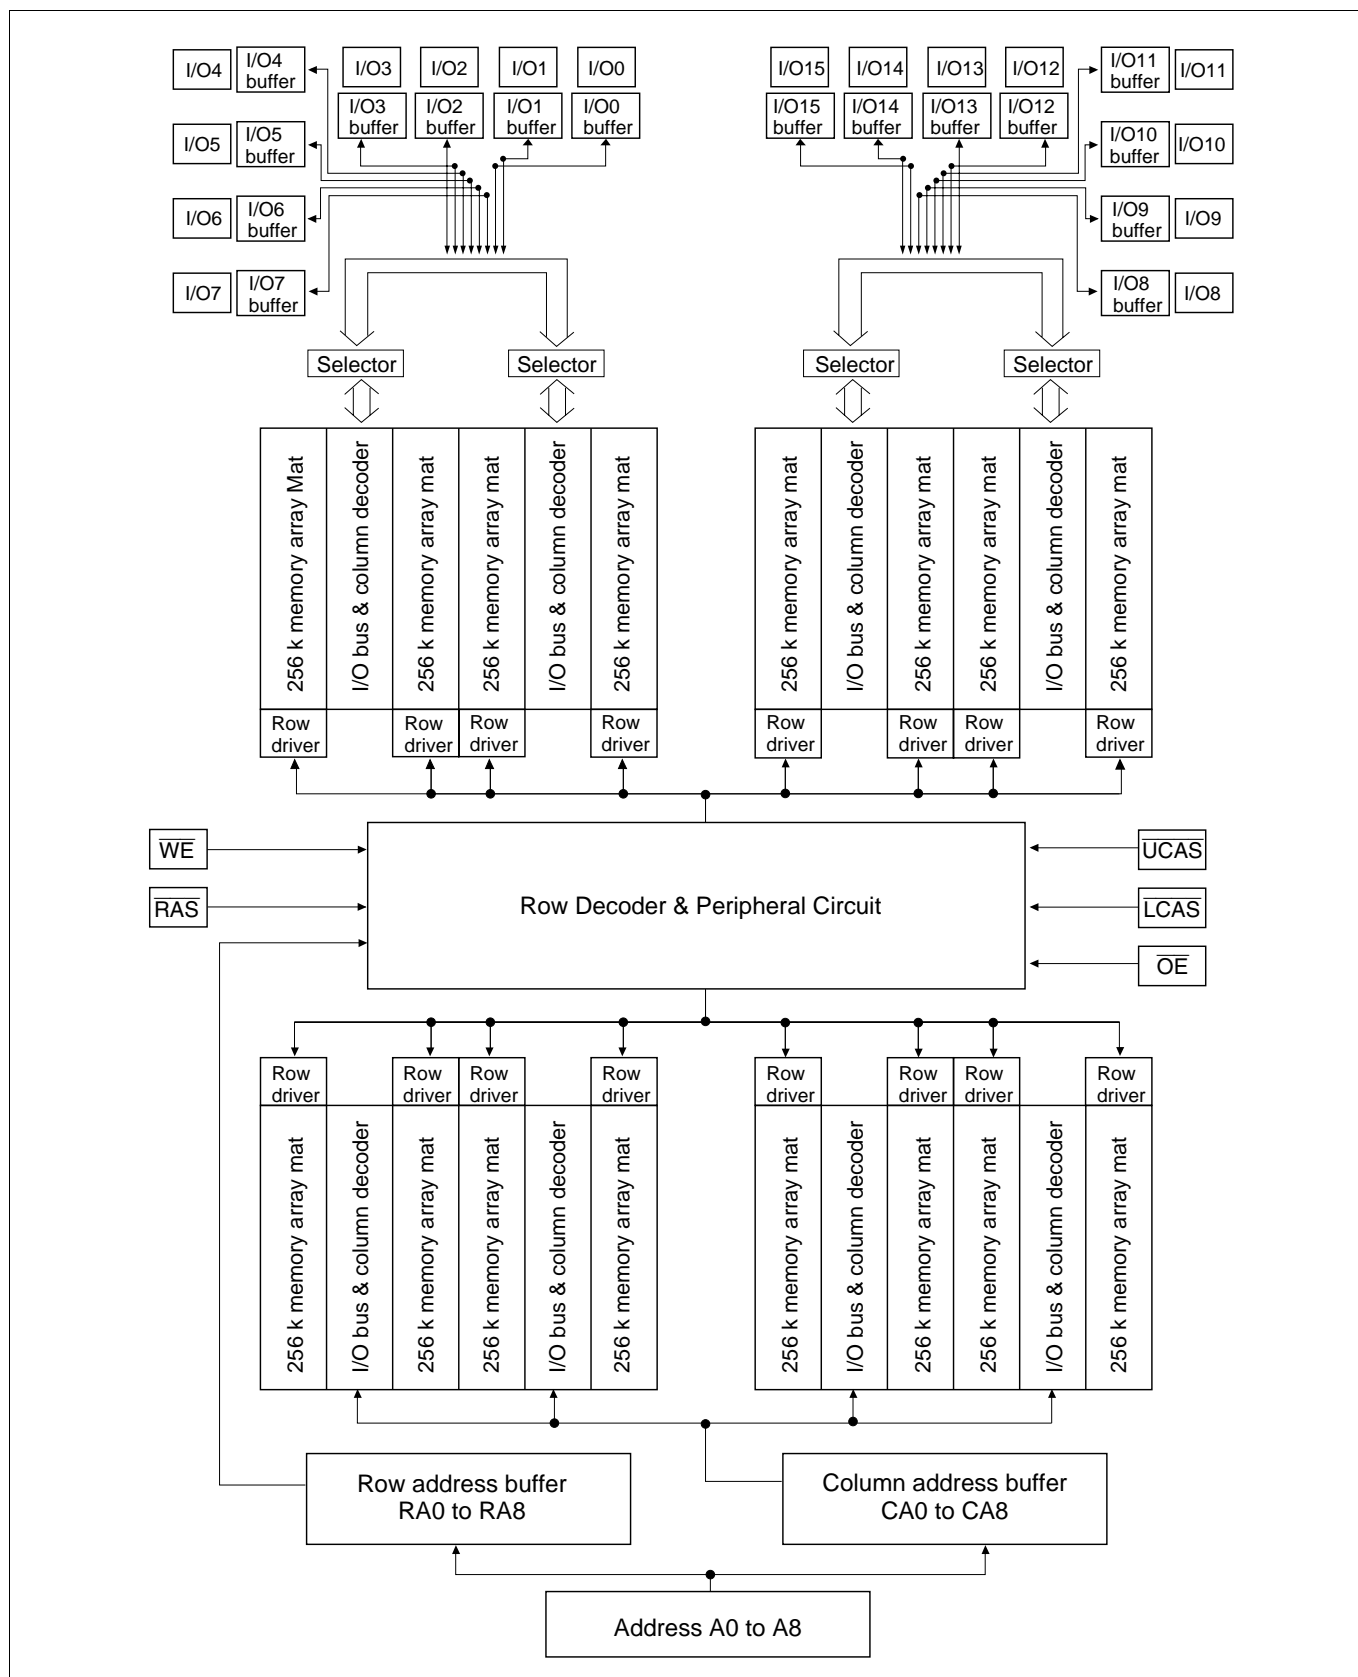 I/O4
I/O4
buffer
I/O3
I/O2
I/O1
I/O0
I/O3
buffer
I/O2
buffer
I/O1
buffer
I/O0
buffer
I/O5
I/O5
buffer
I/O6
I/O6
buffer
I/O7
I/O7
buffer
I/O15
I/O14
I/O13
I/O12
I/O15
buffer
I/O14
buffer
I/O13
buffer
I/O12
buffer
I/O11
buffer
I/O11
I/O10
buffer
I/O10
I/O9
buffer
I/O9
I/O8
buffer
I/O8
Selector
Selector
Selector
Selector
256 k memory array Mat
I/O bus & column decoder
256 k memory array mat
256 k memory array mat
I/O bus & column decoder
256 k memory array mat
256 k memory array mat
I/O bus & column decoder
256 k memory array mat
256 k memory array mat
I/O bus & column decoder
256 k memory array mat
Row
driver
Row
driver
Row
driver
Row
driver
Row
driver
Row
driver
Row
driver
Row
driver
WE
RAS
Row Decoder & Peripheral Circuit
UCAS
LCAS
OE
Row
driver
Row
driver
Row
driver
Row
driver
Row
driver
Row
driver
Row
driver
Row
driver
256 k memory array mat
I/O bus & column decoder
256 k memory array mat
256 k memory array mat
I/O bus & column decoder
256 k memory array mat
256 k memory array mat
I/O bus & column decoder
256 k memory array mat
256 k memory array mat
I/O bus & column decoder
256 k memory array mat
Row address buffer
RA0 to RA8
Column address buffer
CA0 to CA8
Address A0 to A8